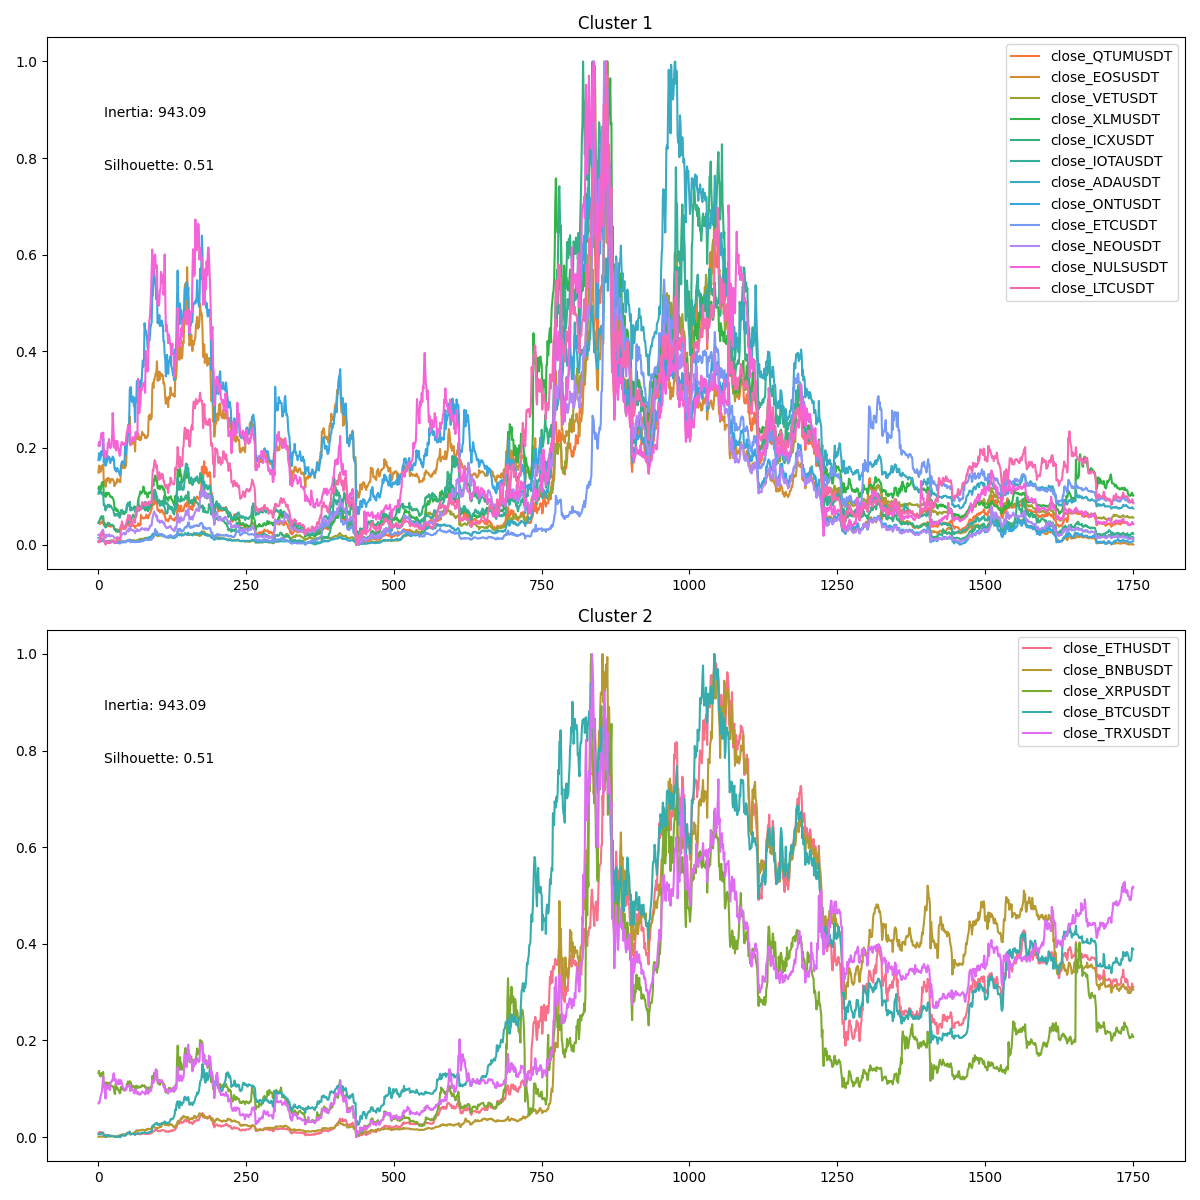 Cluster 1
1.0
0.8
0.6
0.4
0.2
0.0
Inertia: 943.09
Silhouette: 0.51
close_QTUMUSDT
close_EOSUSDT
close_VETUSDT
close_XLMUSDT
close_ICXUSDT
close_IOTAUSDT
close_ADAUSDT
close_ONTUSDT
close_ETCUSDT
close_NEOUSDT
close_NULSUSDT
close_LTCUSDT
0 250 500 750 1000 1250 1500 1750
Cluster 2
1.0
0.8
0.6
0.4
0.2
0.0
Inertia: 943.09
Silhouette: 0.51
close_ETHUSDT
close_BNBUSDT
close_XRPUSDT
close_BTCUSDT
close_TRXUSDT
0 250 500 750 1000 1250 1500 1750